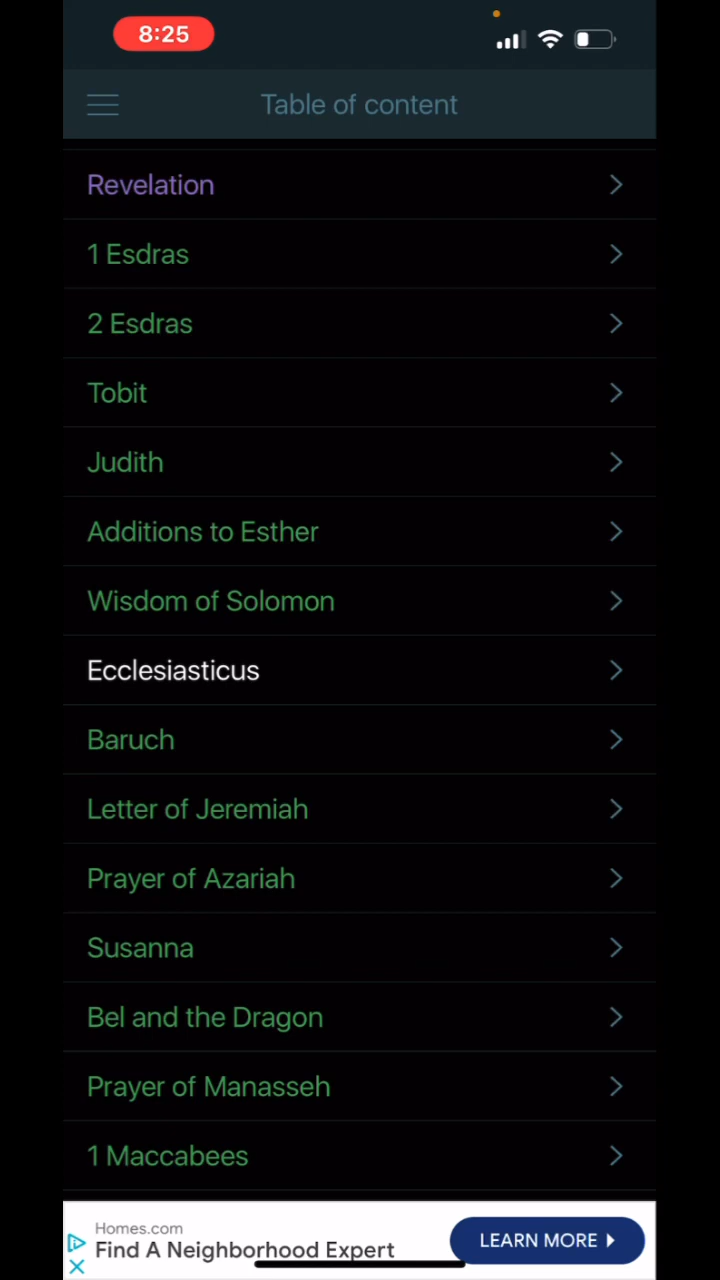 8:25
Table of content
Revelation
1 Esdras
2 Esdras
Tobit
Judith
Additions to Esther
Wisdom of Solomon
Ecclesiasticus
Baruch
Letter of Jeremiah
Prayer of Azariah
Susanna
Bel and the Dragon
Prayer of Manasseh
1 Maccabees
Homes.com
Find A Neighborhood Expert
LEARN MORE